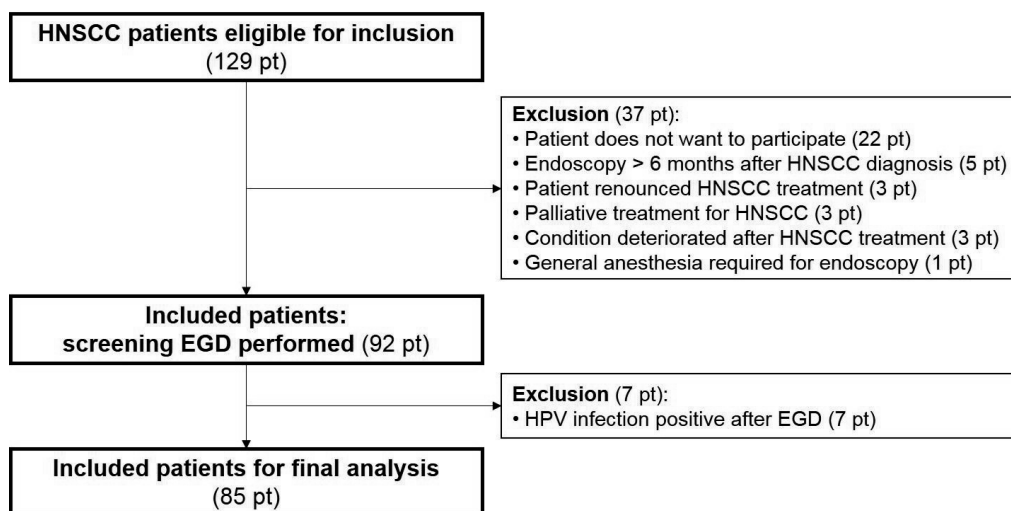 HNSCC patients eligible for inclusion
(129 pt)
Exclusion (37 pt):
• Patient does not want to participate (22 pt)
• Endoscopy > 6 months after HNSCC diagnosis (5 pt)
• Patient renounced HNSCC treatment (3 pt)
• Palliative treatment for HNSCC (3 pt)
• Condition deteriorated after HNSCC treatment (3 pt)
• General anesthesia required for endoscopy (1 pt)
Included patients:
screening EGD performed (92 pt)
Exclusion (7 pt):
• HPV infection positive after EGD (7 pt)
Included patients for final analysis
(85 pt)